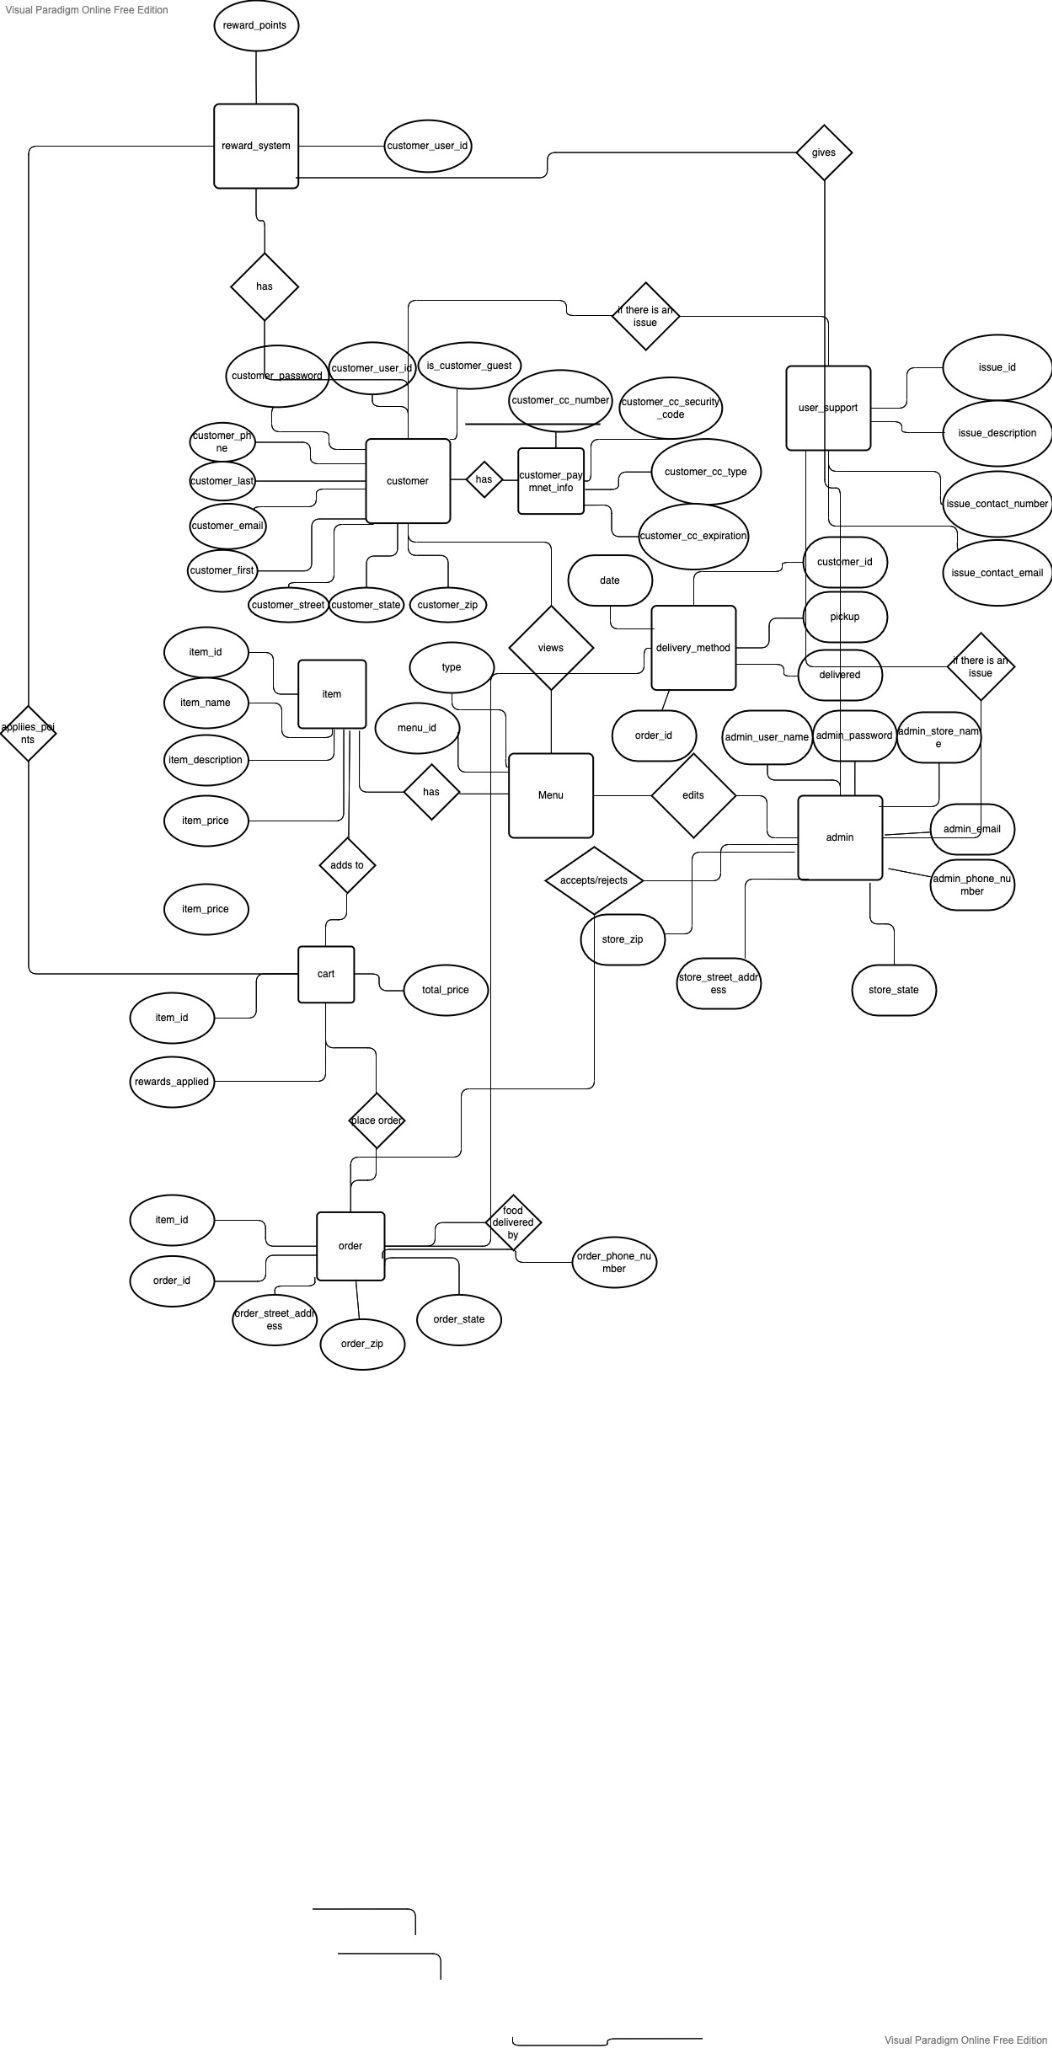 Visual Paradigm Online Free Edition
reward_points
reward_system
customer_user_id
gives
has
if there is an
issue
customer_password
customer_user_id
is_customer_guest
customer_cc_number
customer_cc_security
_code
issue_id
user_support
issue_description
customer_ph
ne
customer_last
customer
has
customer_pay
mnet_info
customer_cc_type
issue_contact_number
customer_email
customer_cc_expiration
customer_first
customer_id
issue_contact_email
date
customer_street
customer_state
customer_zip
pickup
item_id
views
delivery_method
type
if there is an
issue
delivered
item
item_name
menu_id
order_id
admin_user_name
admin_password
admin_store_nam
e
appliles_poi
nts
item_description
has
Menu
edits
item_price
admin
admin_email
adds to
accepts/rejects
admin_phone_nu
mber
item_price
store_zip
cart
total_price
store_street_addr
ess
store_state
item_id
rewards_applied
place order
item_id
food
delivered
by
order
order_phone_nu
mber
order_id
order_street_addr
ess
order_state
order_zip
Visual Paradigm Online Free Edition